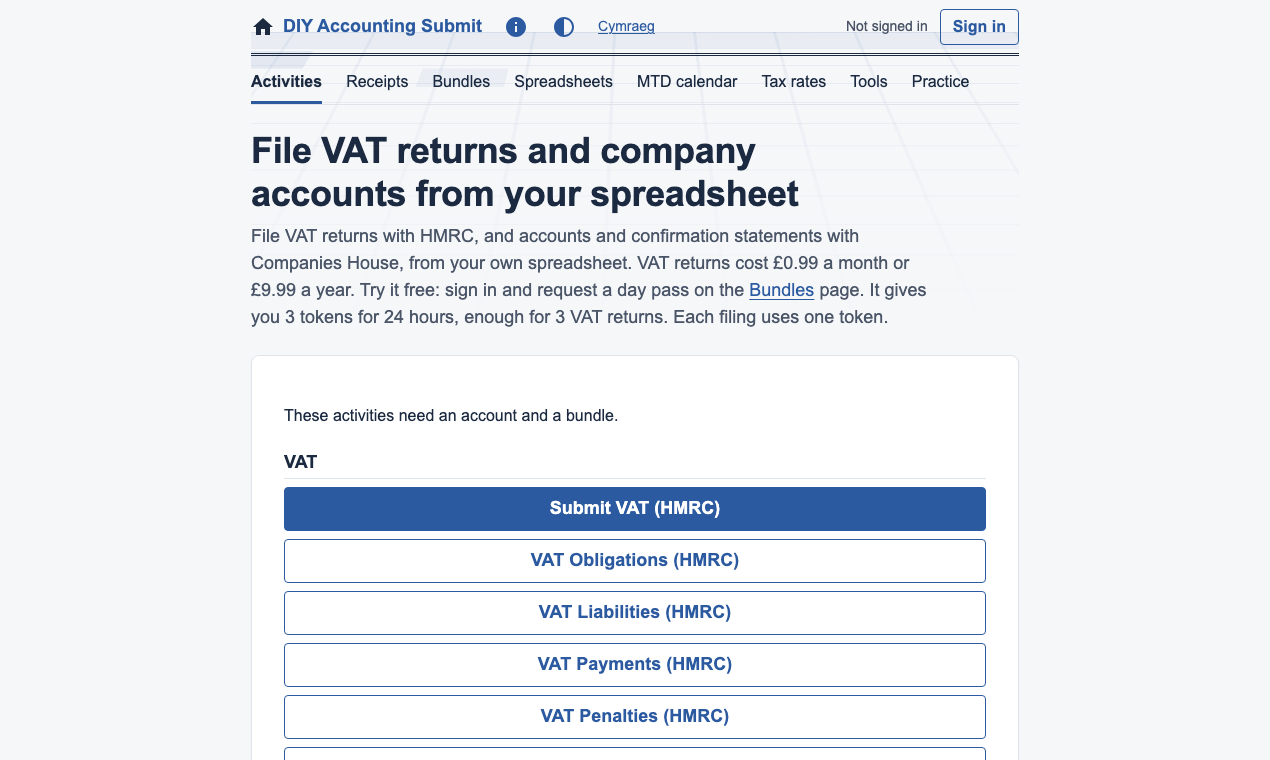 DIY Accounting Submit
Cymraeg
Not signed in
Sign in
Activities
Receipts
Bundles
Spreadsheets
MTD calendar
Tax rates
Tools
Practice
File VAT returns and company
accounts from your spreadsheet
File VAT returns with HMRC, and accounts and confirmation statements with
Companies House, from your own spreadsheet. VAT returns cost £0.99 a month or
£9.99 a year. Try it free: sign in and request a day pass on the Bundles page. It gives
you 3 tokens for 24 hours, enough for 3 VAT returns. Each filing uses one token.
These activities need an account and a bundle.
VAT
Submit VAT (HMRC)
VAT Obligations (HMRC)
VAT Liabilities (HMRC)
VAT Payments (HMRC)
VAT Penalties (HMRC)